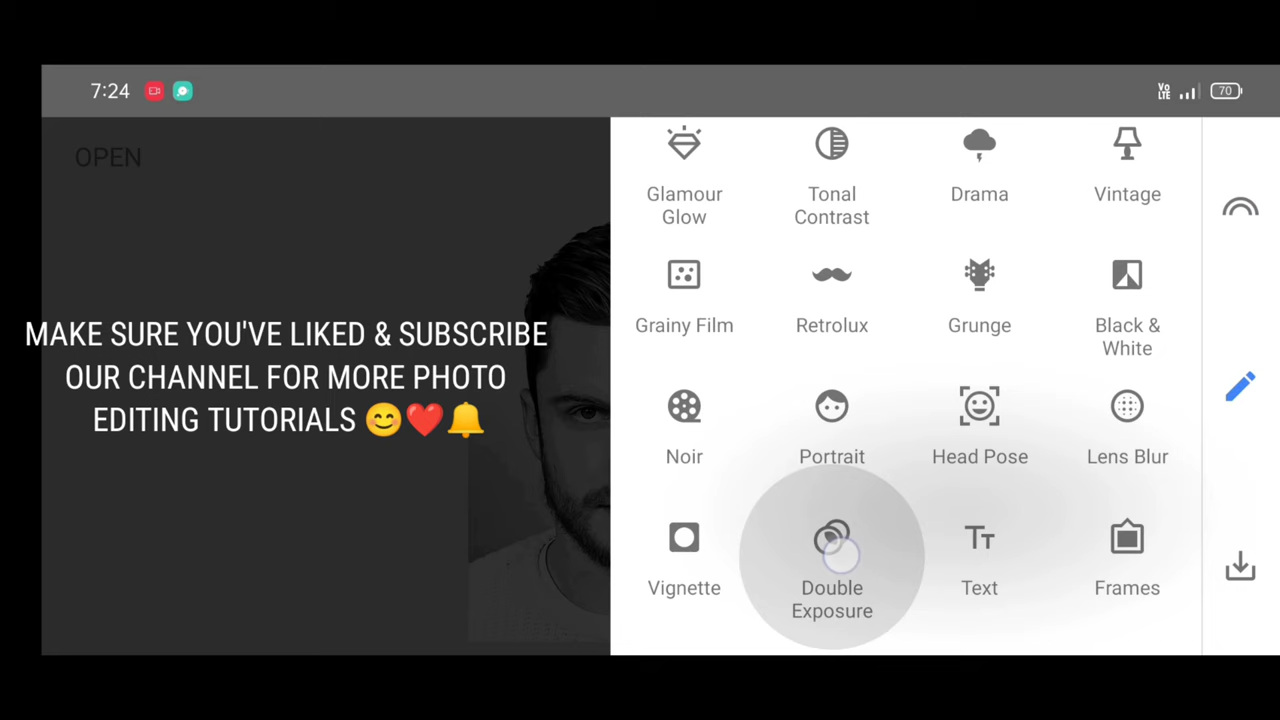 7:24
Vo
LTE
70
OPEN
MAKE SURE YOU'VE LIKED & SUBSCRIBE
OUR CHANNEL FOR MORE PHOTO
EDITING TUTORIALS 😊❤️🔔
Glamour
Glow
Tonal
Contrast
Drama
Vintage
Grainy Film
Retrolux
Grunge
Black &
White
Noir
Portrait
Head Pose
Lens Blur
Vignette
Double
Exposure
Text
Frames